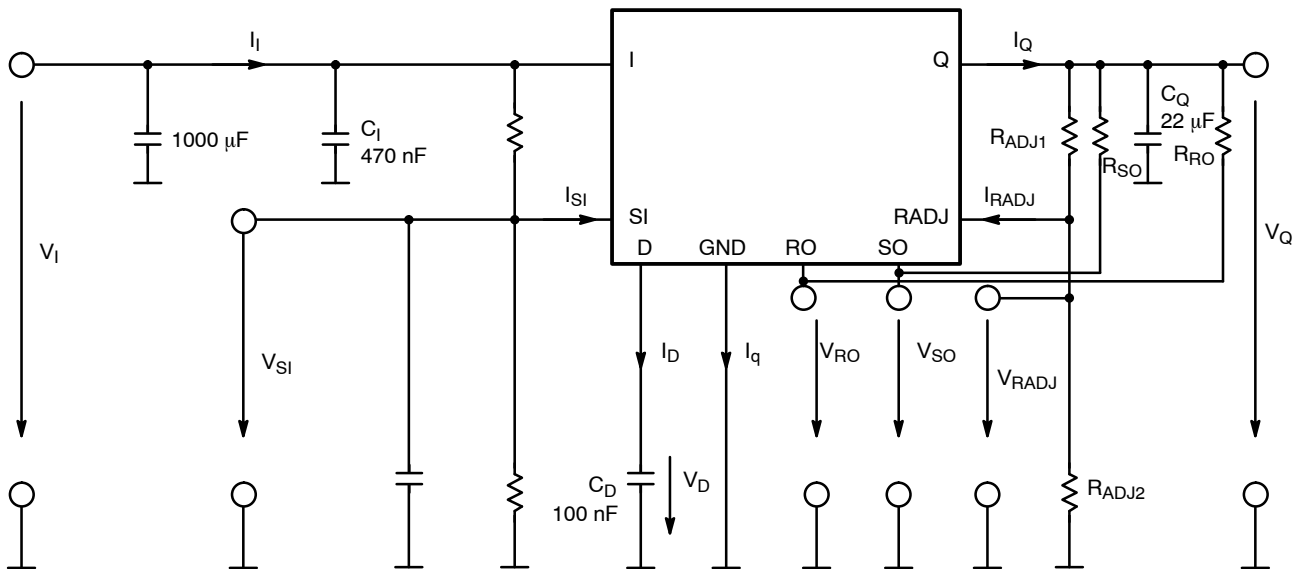 I_I
I_Q
I
Q
1000 μF
C_I
470 nF
R_ADJ1
R_SO
C_Q
22 μF
R_RO
I_SI
I_RADJ
SI
RADJ
D
GND
RO
SO
V_I
V_SI
V_Q
I_D
I_q
V_RO
V_SO
V_RADJ
C_D
100 nF
V_D
R_ADJ2